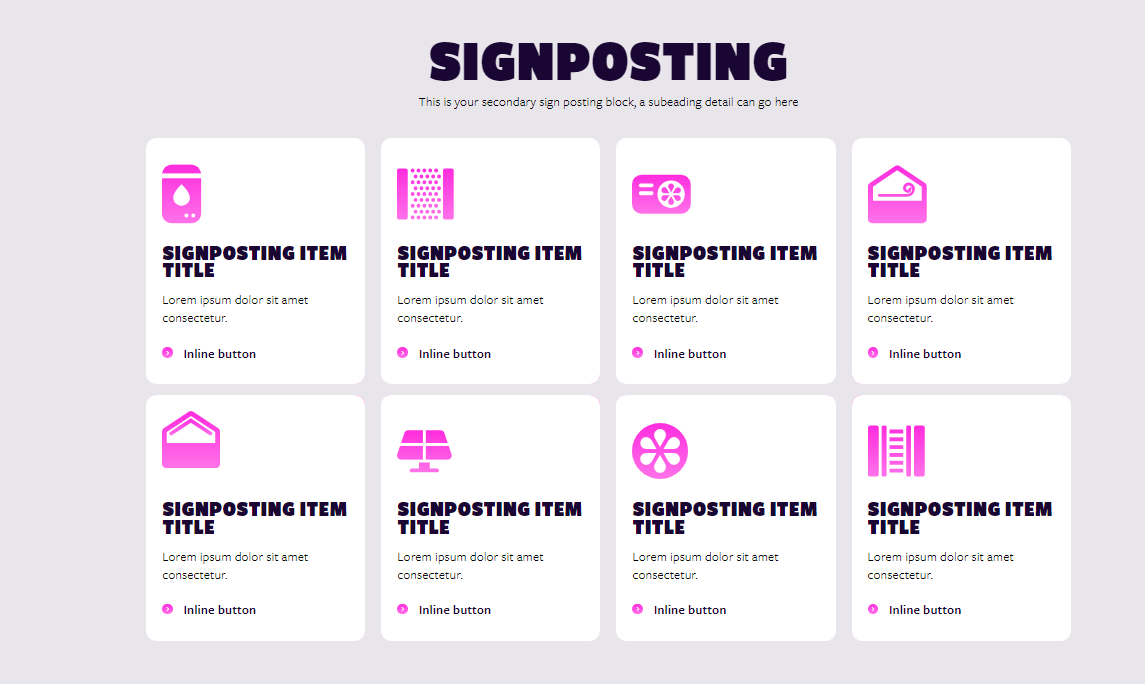 SIGNPOSTING
This is your secondary sign posting block, a subeading detail can go here
SIGNPOSTING ITEM
TITLE
Lorem ipsum dolor sit amet
consectetur.
Inline button
SIGNPOSTING ITEM
TITLE
Lorem ipsum dolor sit amet
consectetur.
Inline button
SIGNPOSTING ITEM
TITLE
Lorem ipsum dolor sit amet
consectetur.
Inline button
SIGNPOSTING ITEM
TITLE
Lorem ipsum dolor sit amet
consectetur.
Inline button
SIGNPOSTING ITEM
TITLE
Lorem ipsum dolor sit amet
consectetur.
Inline button
SIGNPOSTING ITEM
TITLE
Lorem ipsum dolor sit amet
consectetur.
Inline button
SIGNPOSTING ITEM
TITLE
Lorem ipsum dolor sit amet
consectetur.
Inline button
SIGNPOSTING ITEM
TITLE
Lorem ipsum dolor sit amet
consectetur.
Inline button